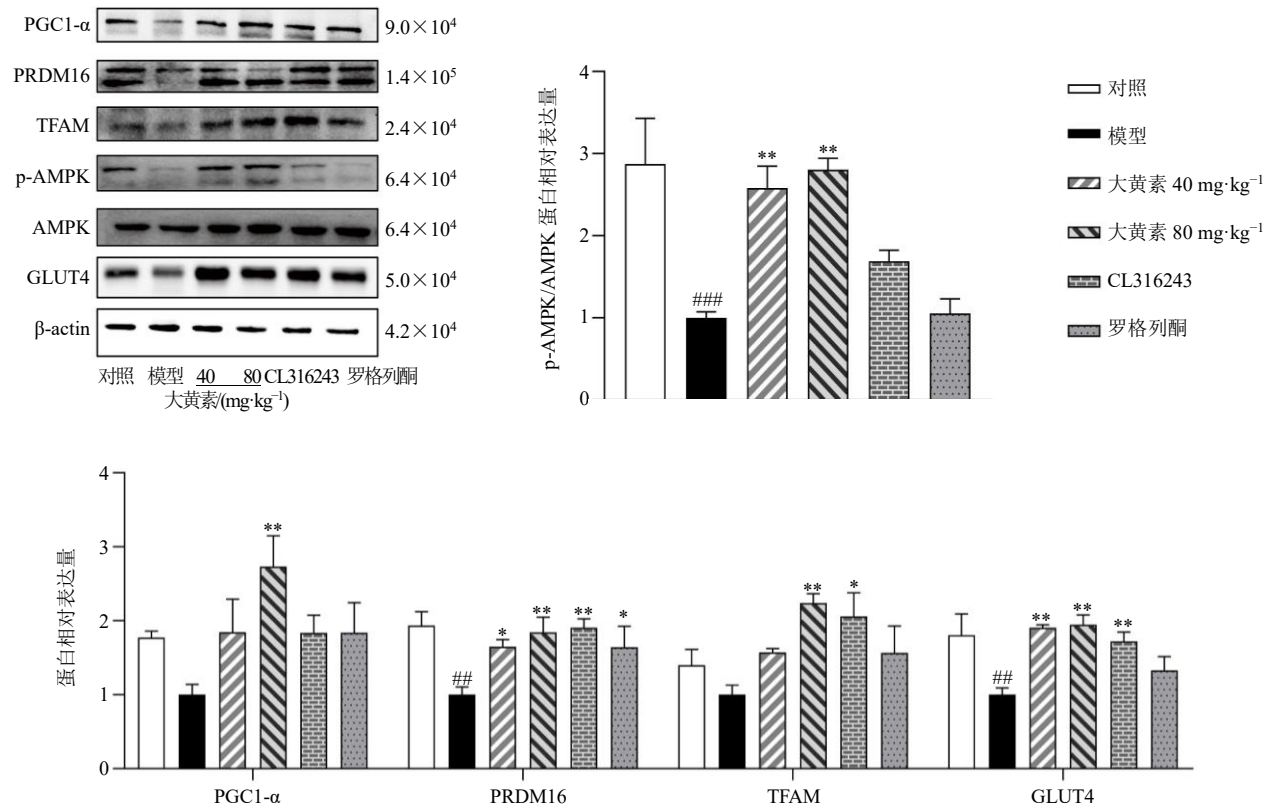 PGC1-α 9.0×10⁴
PRDM16 1.4×10⁵
TFAM 2.4×10⁴
p-AMPK 6.4×10⁴
AMPK 6.4×10⁴
GLUT4 5.0×10⁴
β-actin 4.2×10⁴
对照 模型 40 80 CL316243 罗格列酮
大黄素/(mg·kg⁻¹)
p-AMPK/AMPK 蛋白相对表达量
4
3
2
1
0
###
**
**
对照
模型
大黄素 40 mg·kg⁻¹
大黄素 80 mg·kg⁻¹
CL316243
罗格列酮
蛋白相对表达量
4
3
2
1
0
**
## * ** ** *
** *
## ** ** **
PGC1-α PRDM16 TFAM GLUT4